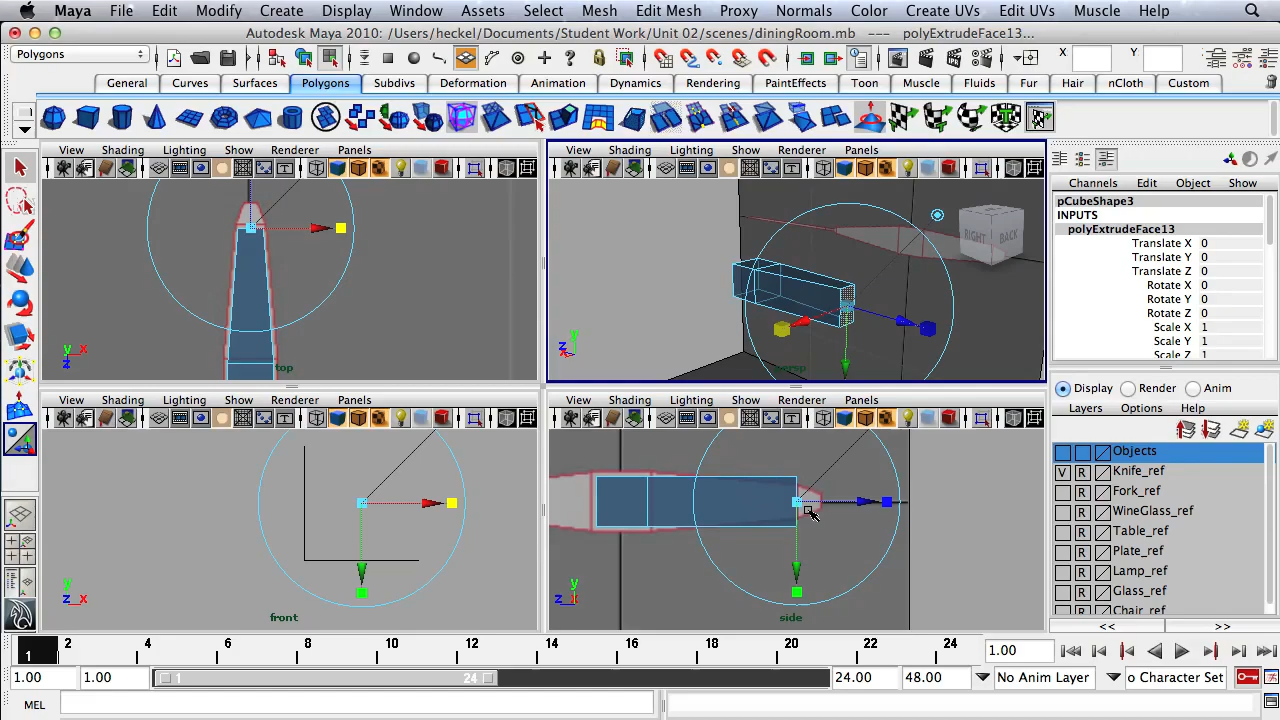 Maya File Edit Modify Create Display Window Assets Select Mesh Edit Mesh Proxy Normals Color Create UVs Edit UVs Muscle Help
Autodesk Maya 2010: /Users/heckel/Documents/Student Work/Unit 02/scenes/diningRoom.mb --- polyExtrudeFace13...
Polygons X Y
General Curves Surfaces Polygons Subdivs Deformation Animation Dynamics Rendering PaintEffects Toon Muscle Fluids Fur Hair nCloth Custom
View Shading Lighting Show Renderer Panels
View Shading Lighting Show Renderer Panels
Channels Edit Object Show
pCubeShape3
INPUTS
polyExtrudeFace13
Translate X 0
Translate Y 0
Translate Z 0
Rotate X 0
Rotate Y 0
Rotate Z 0
Scale X 1
Scale Y 1
Scale Z 1
RIGHT BACK
y x
z
top
y
z x
persp
View Shading Lighting Show Renderer Panels
View Shading Lighting Show Renderer Panels
Display Render Anim
Layers Options Help
Objects
V Knife_ref
R Fork_ref
R WineGlass_ref
R Table_ref
R Plate_ref
R Lamp_ref
R Glass_ref
R Chair_ref
<< >>
y
z x
front
y
z x
side
1 2 4 6 8 10 12 14 16 18 20 22 24 1.00
1.00 1.00 1 24 24.00 48.00 No Anim Layer o Character Set
MEL